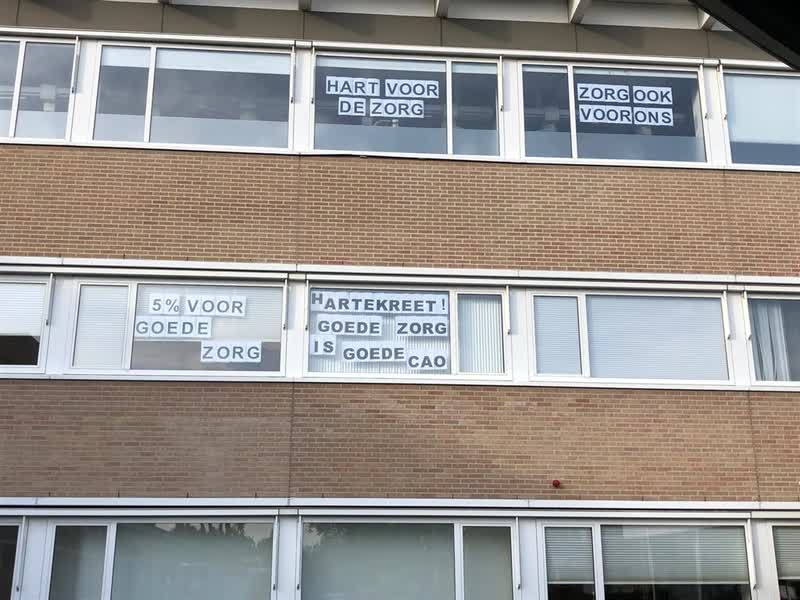 HART VOOR
DE ZORG
ZORG OOK
VOOR ONS
5% VOOR
GOEDE
ZORG
HARTEKREET!
GOEDE ZORG
IS GOEDE CAO